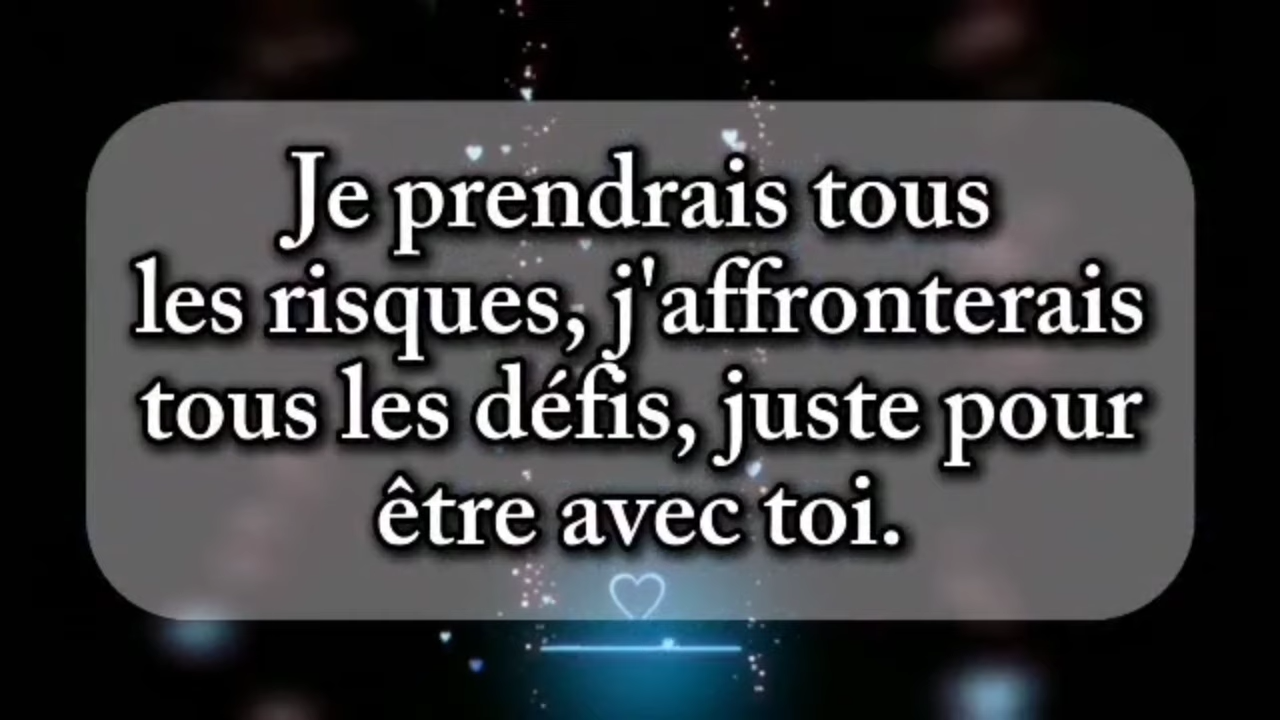 Je prendrais tous
les risques, j'affronterais
tous les défis, juste pour
être avec toi.